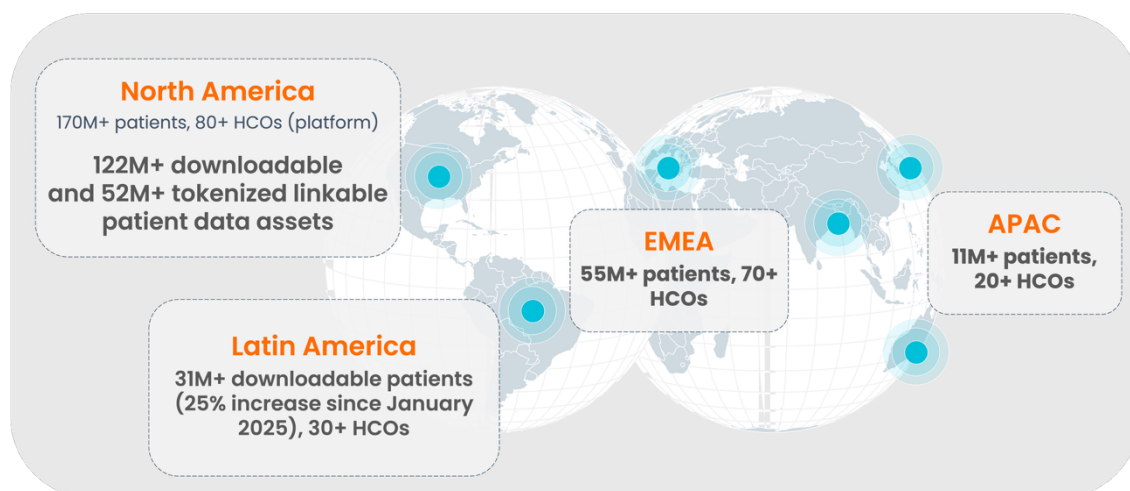 North America
170M+ patients, 80+ HCOs (platform)
122M+ downloadable
and 52M+ tokenized linkable
patient data assets
Latin America
31M+ downloadable patients
(25% increase since January
2025), 30+ HCOs
EMEA
55M+ patients, 70+
HCOs
APAC
11M+ patients,
20+ HCOs